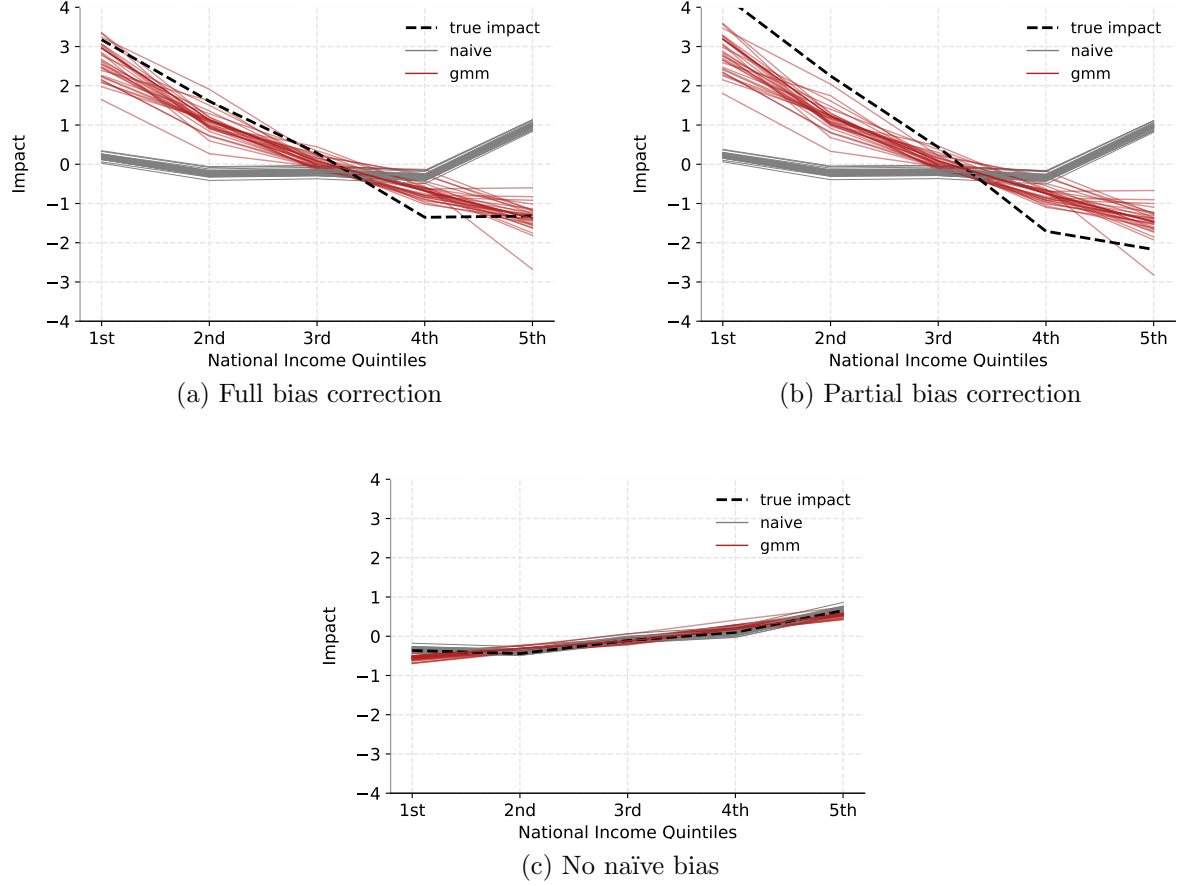 4
3
2
1
0
−1
−2
−3
−4
Impact
true impact
naive
gmm
1st 2nd 3rd 4th 5th
National Income Quintiles
(a) Full bias correction
4
3
2
1
0
−1
−2
−3
−4
Impact
true impact
naive
gmm
1st 2nd 3rd 4th 5th
National Income Quintiles
(b) Partial bias correction
4
3
2
1
0
−1
−2
−3
−4
Impact
true impact
naive
gmm
1st 2nd 3rd 4th 5th
National Income Quintiles
(c) No naïve bias